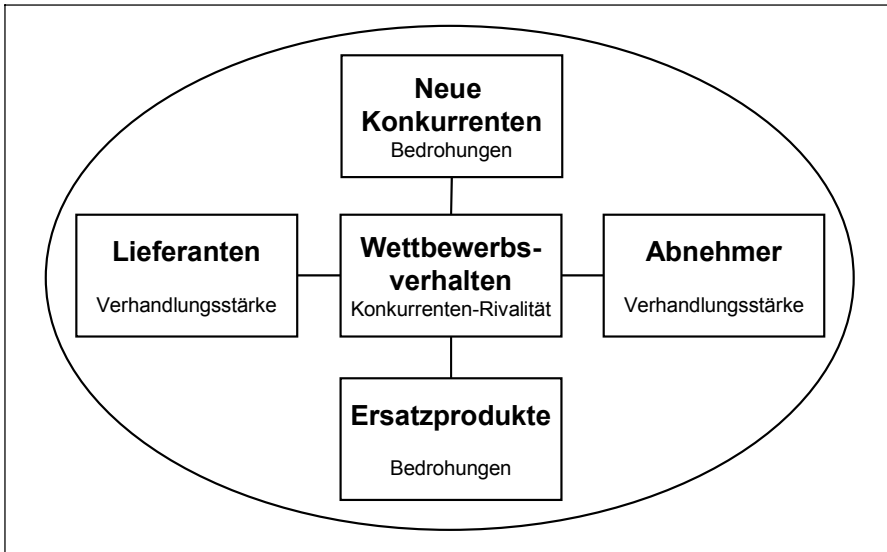 Neue
Konkurrenten
Bedrohungen
Lieferanten
Verhandlungsstärke
Wettbewerbs-
verhalten
Konkurrenten-Rivalität
Abnehmer
Verhandlungsstärke
Ersatzprodukte
Bedrohungen